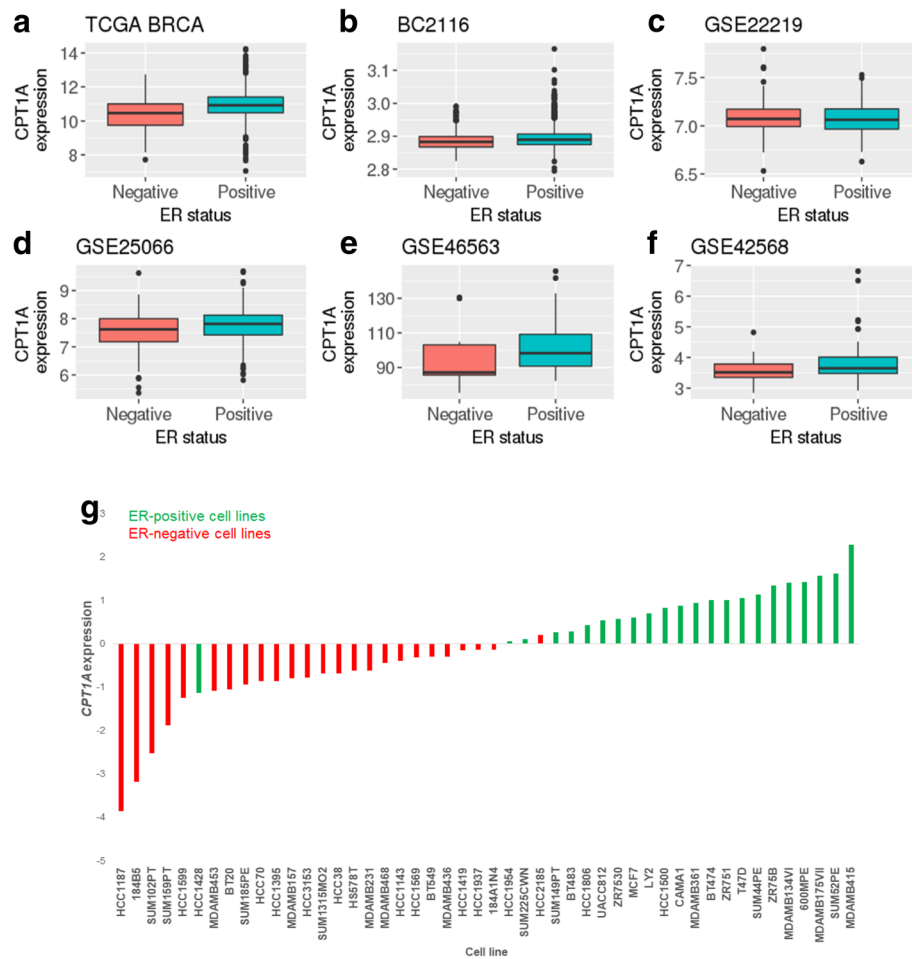 a TCGA BRCA
CPT1A
expression
14
12
10
8
Negative Positive
ER status
b BC2116
CPT1A
expression
3.1
3.0
2.9
2.8
Negative Positive
ER status
c GSE22219
CPT1A
expression
7.5
7.0
6.5
Negative Positive
ER status
d GSE25066
CPT1A
expression
9
8
7
6
Negative Positive
ER status
e GSE46563
CPT1A
expression
130
110
90
Negative Positive
ER status
f GSE42568
CPT1A
expression
7
6
5
4
3
Negative Positive
ER status
g
ER-positive cell lines
ER-negative cell lines
CPT1A expression
3
2
1
0
-1
-2
-3
-4
-5
HCC1187
184B5
SUM102PT
SUM159PT
HCC1599
HCC1428
MDAMB453
BT20
SUM185PE
HCC70
HCC1395
MDAMB157
HCC3153
SUM1315MO2
HCC38
HS578T
MDAMB231
MDAMB468
HCC1143
HCC1569
BT549
MDAMB436
HCC1419
HCC1937
184A1N4
HCC1954
SUM225CWN
HCC2185
SUM149PT
BT483
HCC1806
UACC812
ZR7530
MCF7
LY2
HCC1500
CAMA1
MDAMB361
BT474
ZR751
T47D
SUM44PE
ZR75B
MDAMB134VI
600MPE
MDAMB175VII
SUM52PE
MDAMB415
Cell line